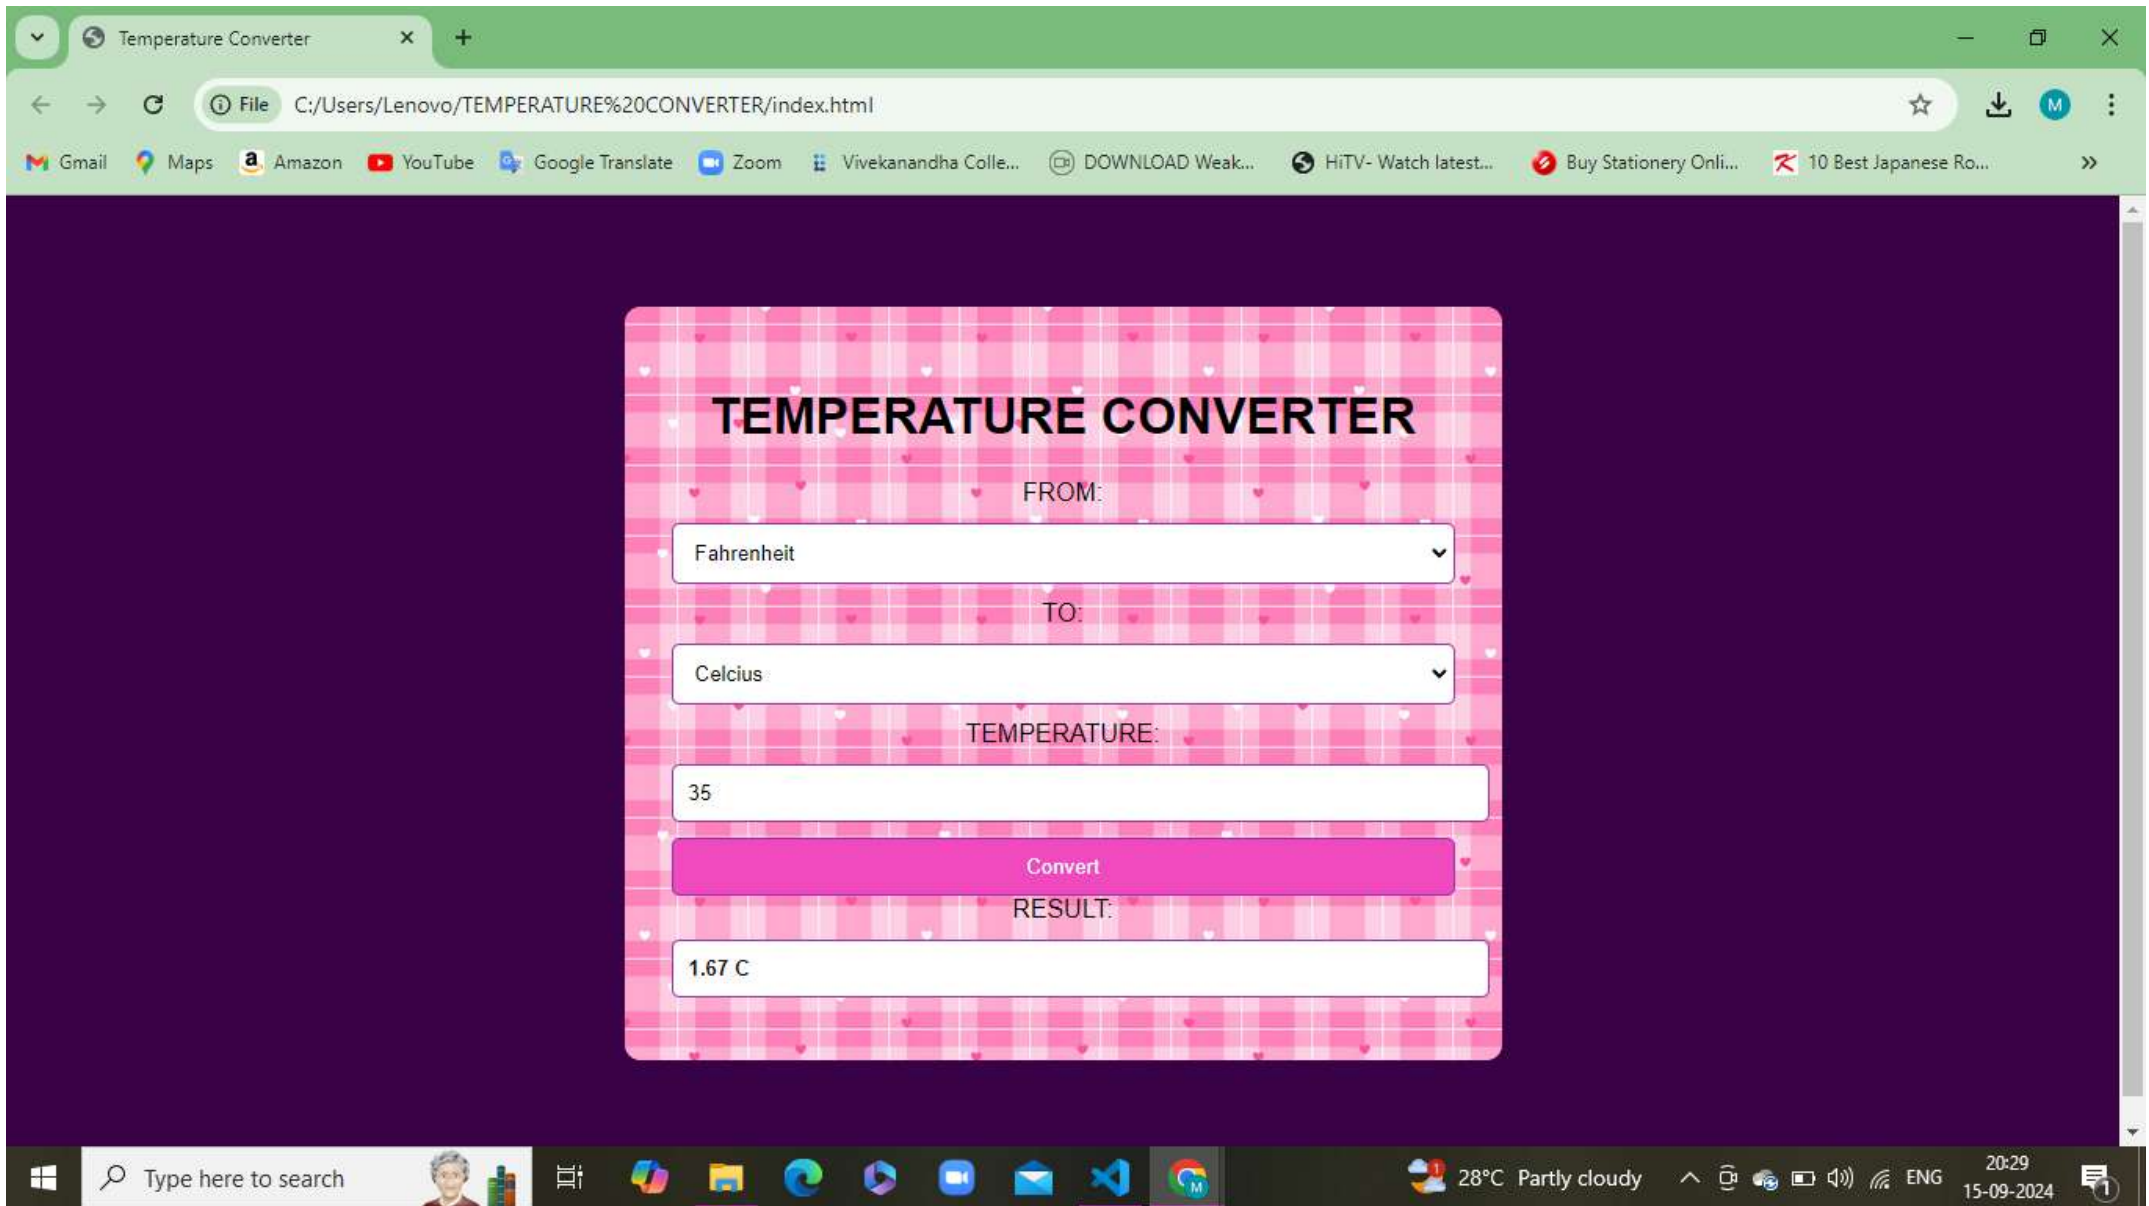 Temperature Converter
File C:/Users/Lenovo/TEMPERATURE%20CONVERTER/index.html M
Gmail Maps Amazon YouTube Google Translate Zoom Vivekanandha Colle... DOWNLOAD Weak... HiTV- Watch latest... Buy Stationery Onli... 10 Best Japanese Ro... »
TEMPERATURE CONVERTER
FROM:
Fahrenheit
TO:
Celcius
TEMPERATURE:
35
Convert
RESULT:
1.67 C
Type here to search 1 28°C Partly cloudy ENG 20:29
15-09-2024 1